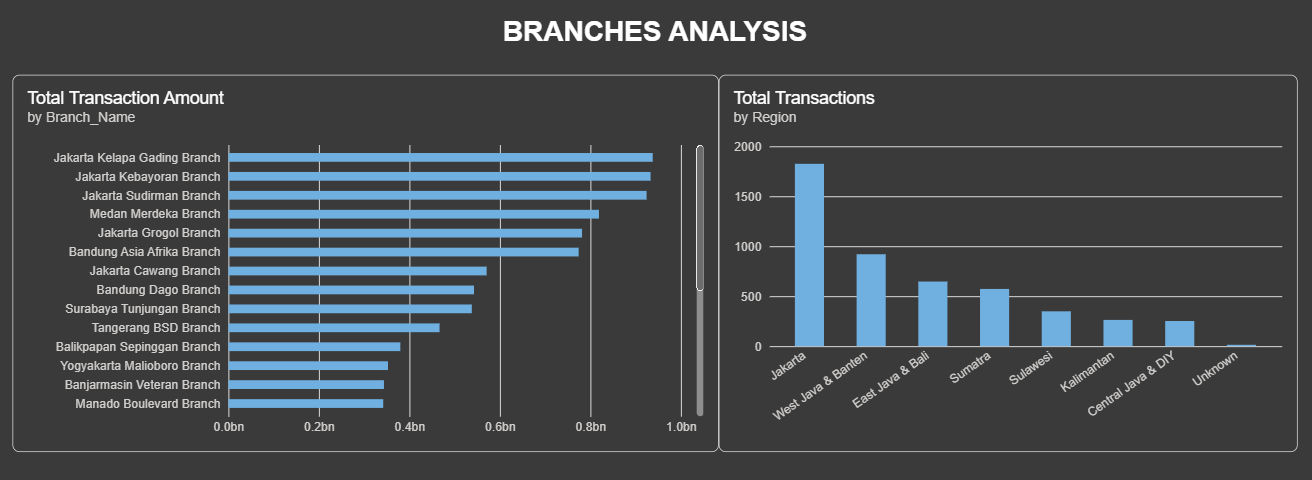 BRANCHES ANALYSIS
Total Transaction Amount
by Branch_Name
Jakarta Kelapa Gading Branch
Jakarta Kebayoran Branch
Jakarta Sudirman Branch
Medan Merdeka Branch
Jakarta Grogol Branch
Bandung Asia Afrika Branch
Jakarta Cawang Branch
Bandung Dago Branch
Surabaya Tunjungan Branch
Tangerang BSD Branch
Balikpapan Sepinggan Branch
Yogyakarta Malioboro Branch
Banjarmasin Veteran Branch
Manado Boulevard Branch
0.0bn 0.2bn 0.4bn 0.6bn 0.8bn 1.0bn
Total Transactions
by Region
2000
1500
1000
500
0
Jakarta
West Java & Banten
East Java & Bali
Sumatra
Sulawesi
Kalimantan
Central Java & DIY
Unknown